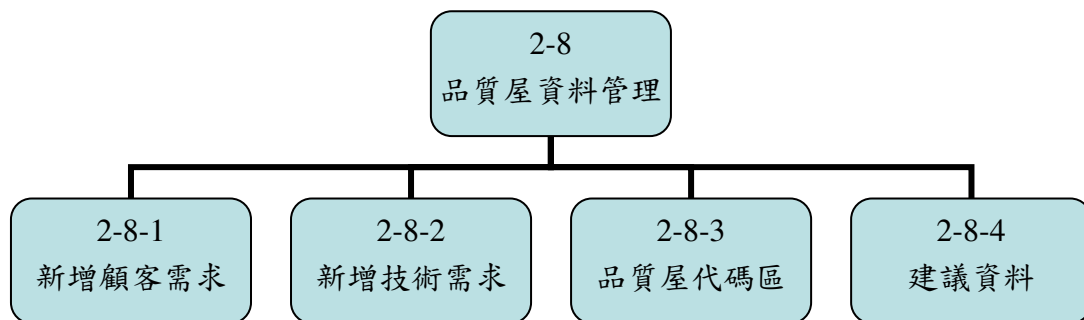 2-8
品質屋資料管理
2-8-1
新增顧客需求
2-8-2
新增技術需求
2-8-3
品質屋代碼區
2-8-4
建議資料